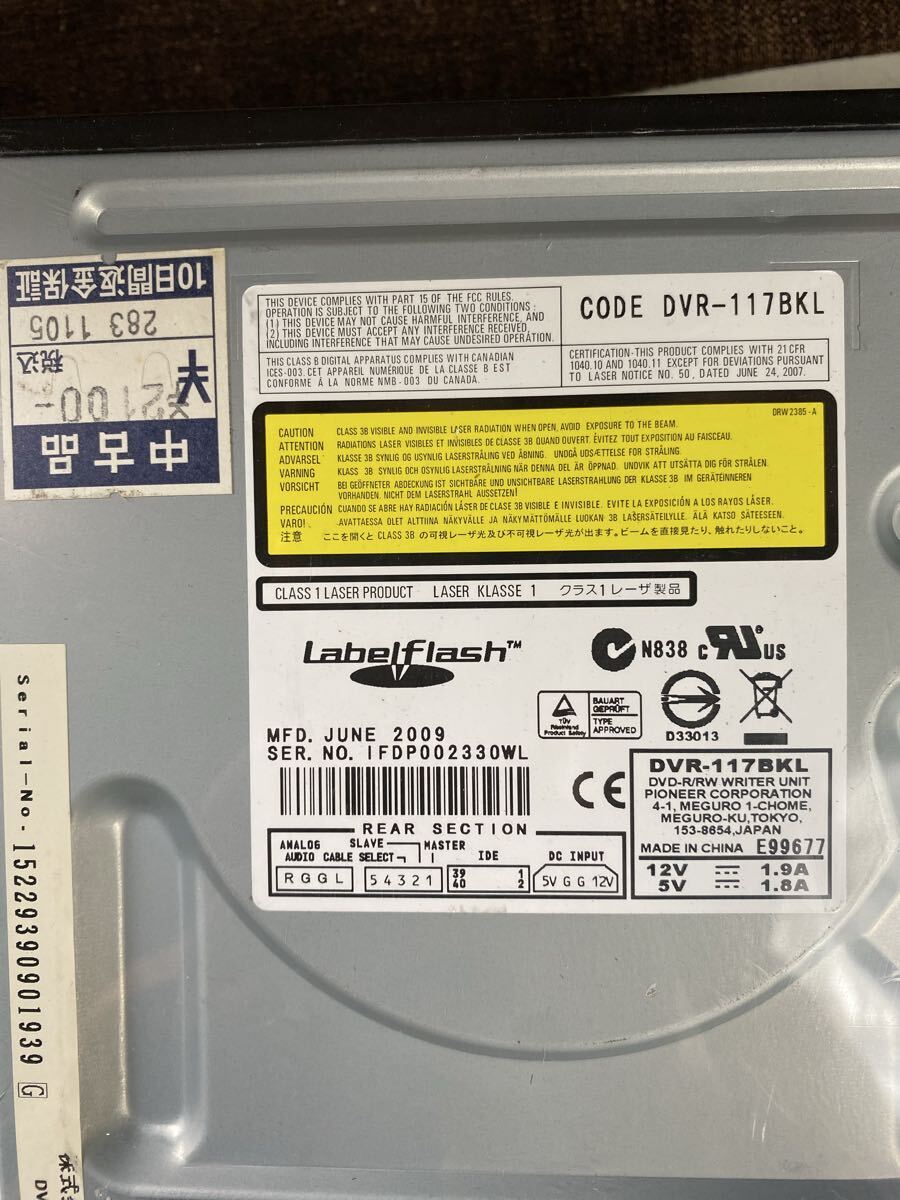 10日間返金保証
283 1105
税込
¥
¥2100-
中古品
THIS DEVICE COMPLIES WITH PART 15 OF THE FCC RULES.
OPERATION IS SUBJECT TO THE FOLLOWING TWO CONDITIONS :
(1) THIS DEVICE MAY NOT CAUSE HARMFUL INTERFERENCE, AND
(2) THIS DEVICE MUST ACCEPT ANY INTERFERENCE RECEIVED,
INCLUDING INTERFERENCE THAT MAY CAUSE UNDESIRED OPERATION.
CODE DVR-117BKL
THIS CLASS B DIGITAL APPARATUS COMPLIES WITH CANADIAN
ICES-003. CET APPAREIL NUMÉRIQUE DE LA CLASSE B EST
CONFORME À LA NORME NMB-003 DU CANADA.
CERTIFICATION-THIS PRODUCT COMPLIES WITH 21 CFR
1040.10 AND 1040.11 EXCEPT FOR DEVIATIONS PURSUANT
TO LASER NOTICE NO. 50, DATED JUNE 24, 2007.
DRW2385-A
CAUTION CLASS 3B VISIBLE AND INVISIBLE LASER RADIATION WHEN OPEN, AVOID EXPOSURE TO THE BEAM.
ATTENTION RADIATIONS LASER VISIBLES ET INVISIBLES DE CLASSE 3B QUAND OUVERT. ÉVITEZ TOUT EXPOSITION AU FAISCEAU.
ADVARSEL KLASSE 3B SYNLIG OG USYNLIG LASERSTRÅLING VED ÅBNING. UNDGÅ UDSÆTTELSE FOR STRÅLING.
VARNING KLASS 3B SYNLIG OCH OSYNLIG LASERSTRÅLNING NÄR DENNA DEL ÄR ÖPPNAD. UNDVIK ATT UTSÄTTA DIG FÖR STRÅLEN.
VORSICHT BEI GEÖFFNETER ABDECKUNG IST SICHTBARE UND UNSICHTBARE LASERSTRAHLUNG DER KLASSE 3B IM GERÄTEINNEREN
VORHANDEN. NICHT DEM LASERSTRAHL AUSSETZEN!
PRECAUCIÓN CUANDO SE ABRE HAY RADIACIÓN LÁSER DE CLASE 3B VISIBLE E INVISIBLE. EVITE LA EXPOSICIÓN A LOS RAYOS LÁSER.
VARO! AVATTAESSA OLET ALTTIINA NÄKYVÄLLE JA NÄKYMÄTTÖMÄLLE LUOKAN 3B LASERSÄTEILYLLE. ÄLÄ KATSO SÄTEESEEN.
注意 ここを開くと CLASS 3B の可視レーザ光及び不可視レーザ光が出ます。ビームを直接見たり、触れたりしないこと。
CLASS 1 LASER PRODUCT LASER KLASSE 1 クラス1レーザ製品
Labelflash™
N838 c RU US
TÜV
Rheinland
Product Safety
BAUART
GEPRÜFT
TYPE
APPROVED
D33013
MFD. JUNE 2009
SER. NO. IFDP002330WL
CE
DVR-117BKL
DVD-R/RW WRITER UNIT
PIONEER CORPORATION
4-1, MEGURO 1-CHOME,
MEGURO-KU,TOKYO,
153-8654,JAPAN
MADE IN CHINA E99677
12V 1.9A
5V 1.8A
REAR SECTION
ANALOG AUDIO
SLAVE
CABLE SELECT
MASTER
IDE
DC INPUT
R G G L
5 4 3 2 1
39 1
40 2
5V G G 12V
Serial-No.1522939090193 9 G
株式
DV